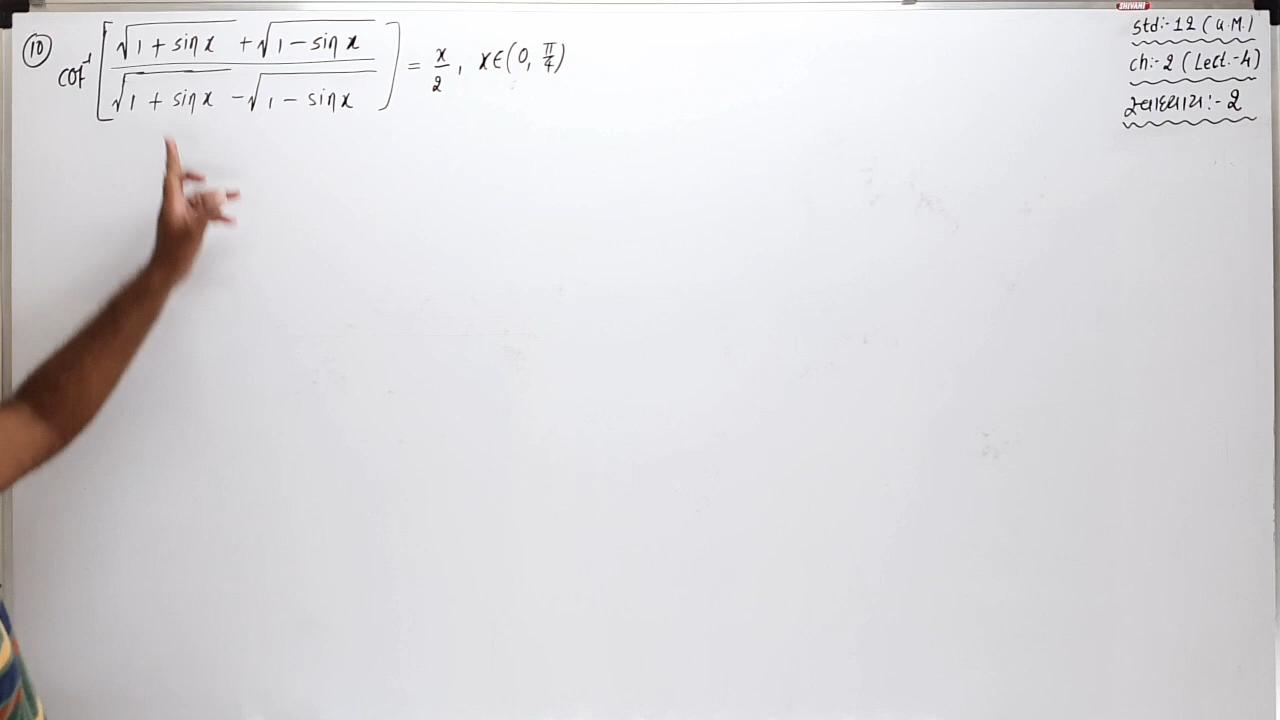 SHIVANI
(10) cot⁻¹ [ (√(1 + sin x) + √(1 - sin x)) / (√(1 + sin x) - √(1 - sin x)) ] = x/2, x∈(0, π/4)
Std:- 12 (G.M.)
ch:- 2 (Lect.-4)
સ્વાધ્યાય:- 2